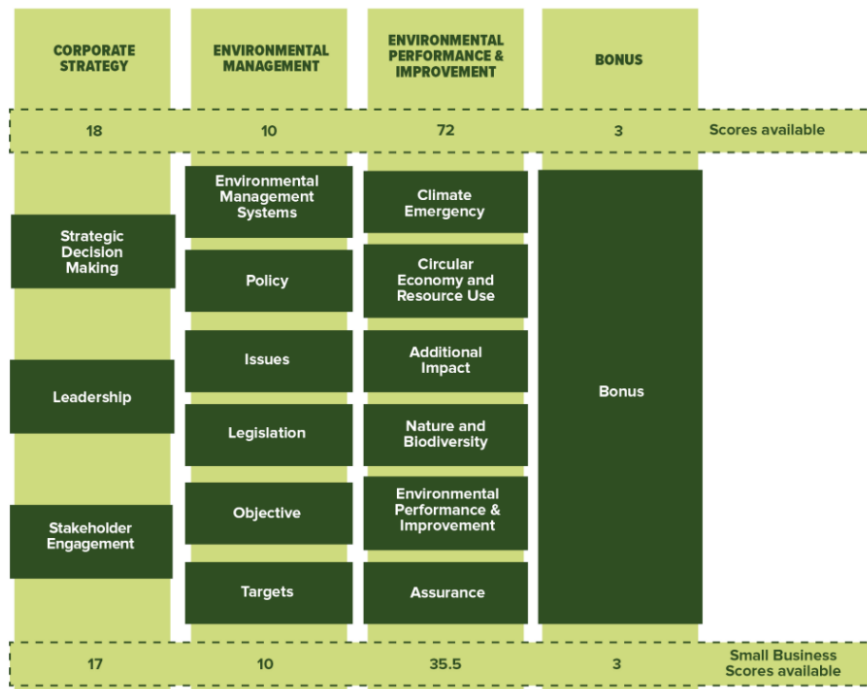 CORPORATE
STRATEGY
ENVIRONMENTAL
MANAGEMENT
ENVIRONMENTAL
PERFORMANCE &
IMPROVEMENT
BONUS
18
10
72
3
Scores available
Strategic
Decision
Making
Leadership
Stakeholder
Engagement
Environmental
Management
Systems
Policy
Issues
Legislation
Objective
Targets
Climate
Emergency
Circular
Economy and
Resource Use
Additional
Impact
Nature and
Biodiversity
Environmental
Performance &
Improvement
Assurance
Bonus
17
10
35.5
3
Small Business
Scores available